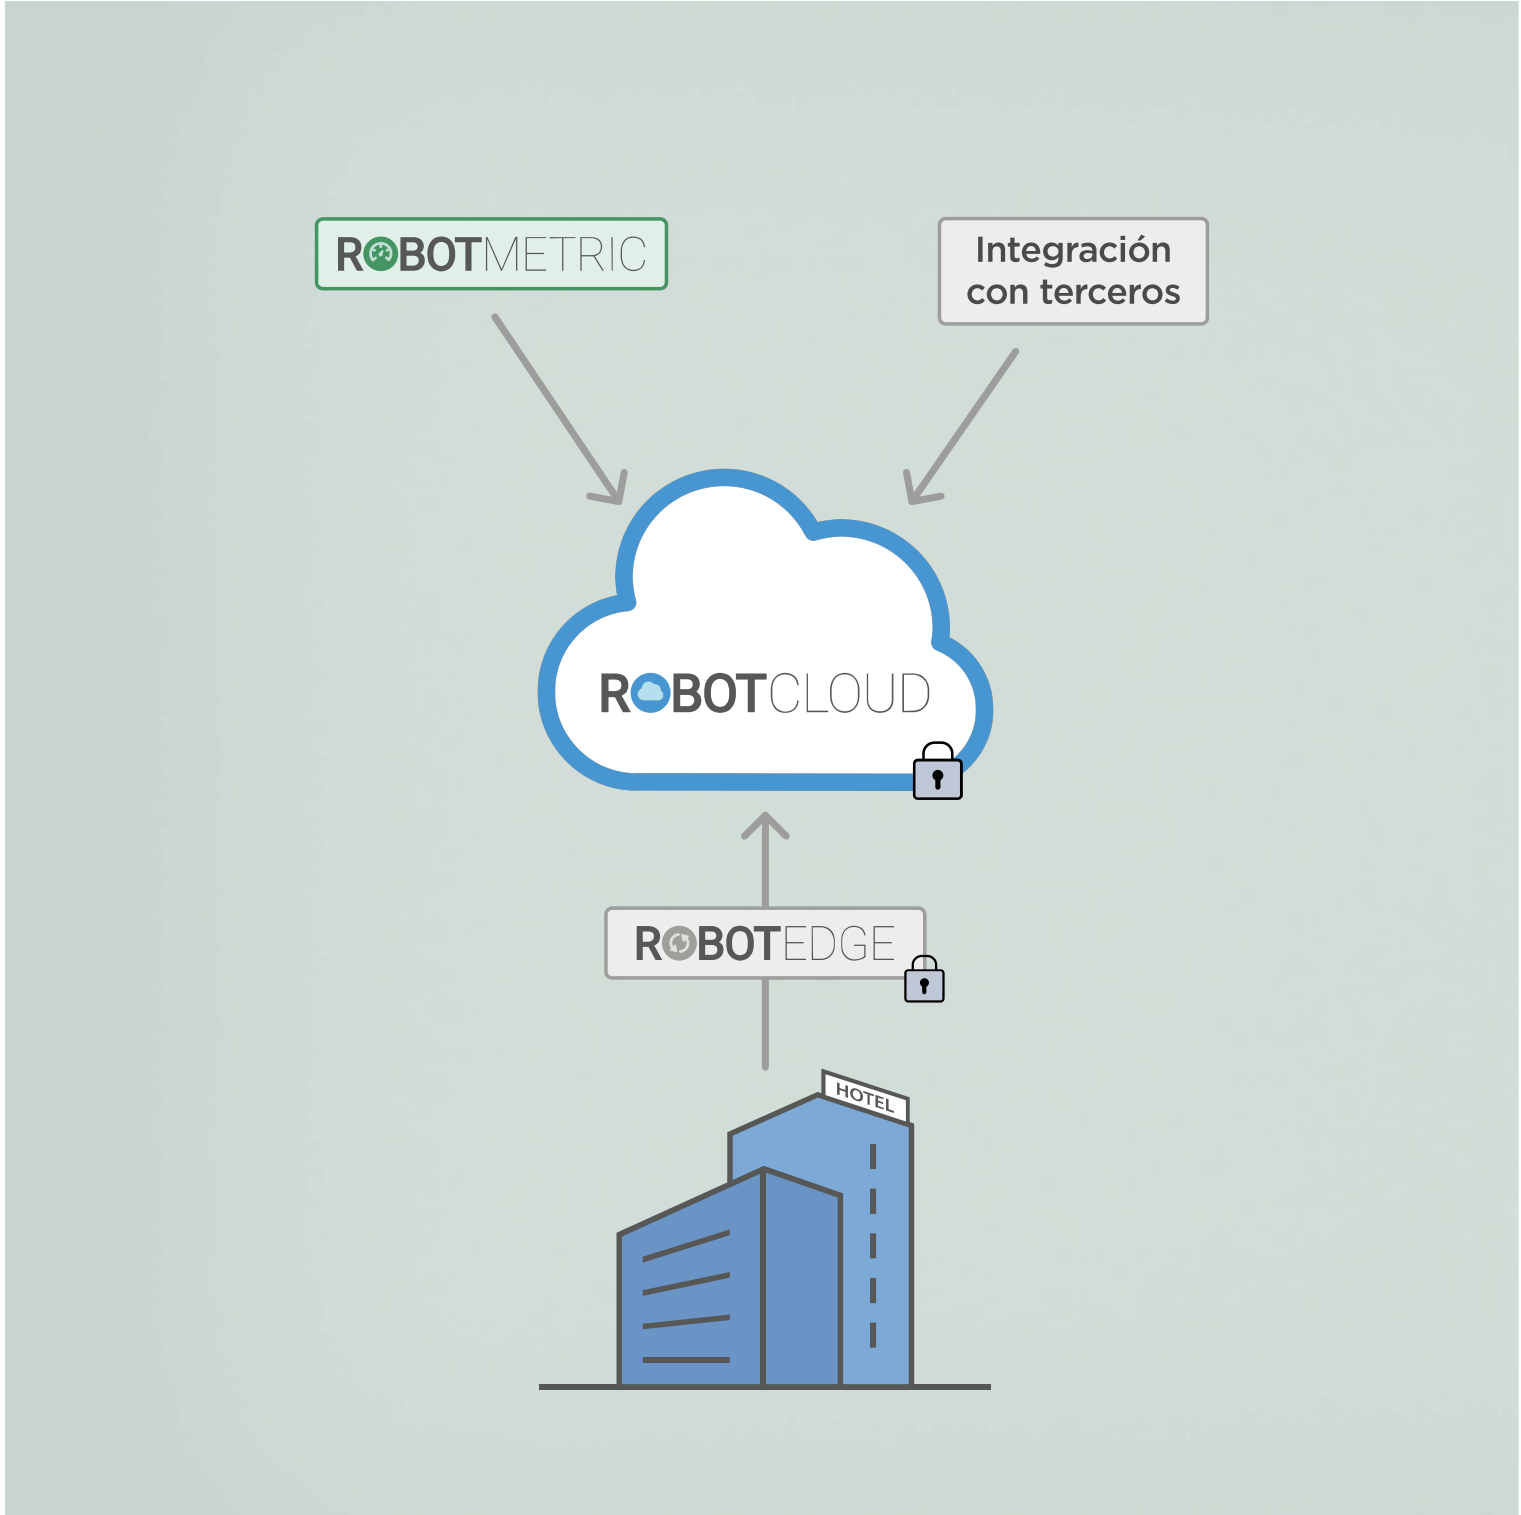 ROBOTMETRIC
Integración
con terceros
ROBOTCLOUD
ROBOTEDGE
HOTEL